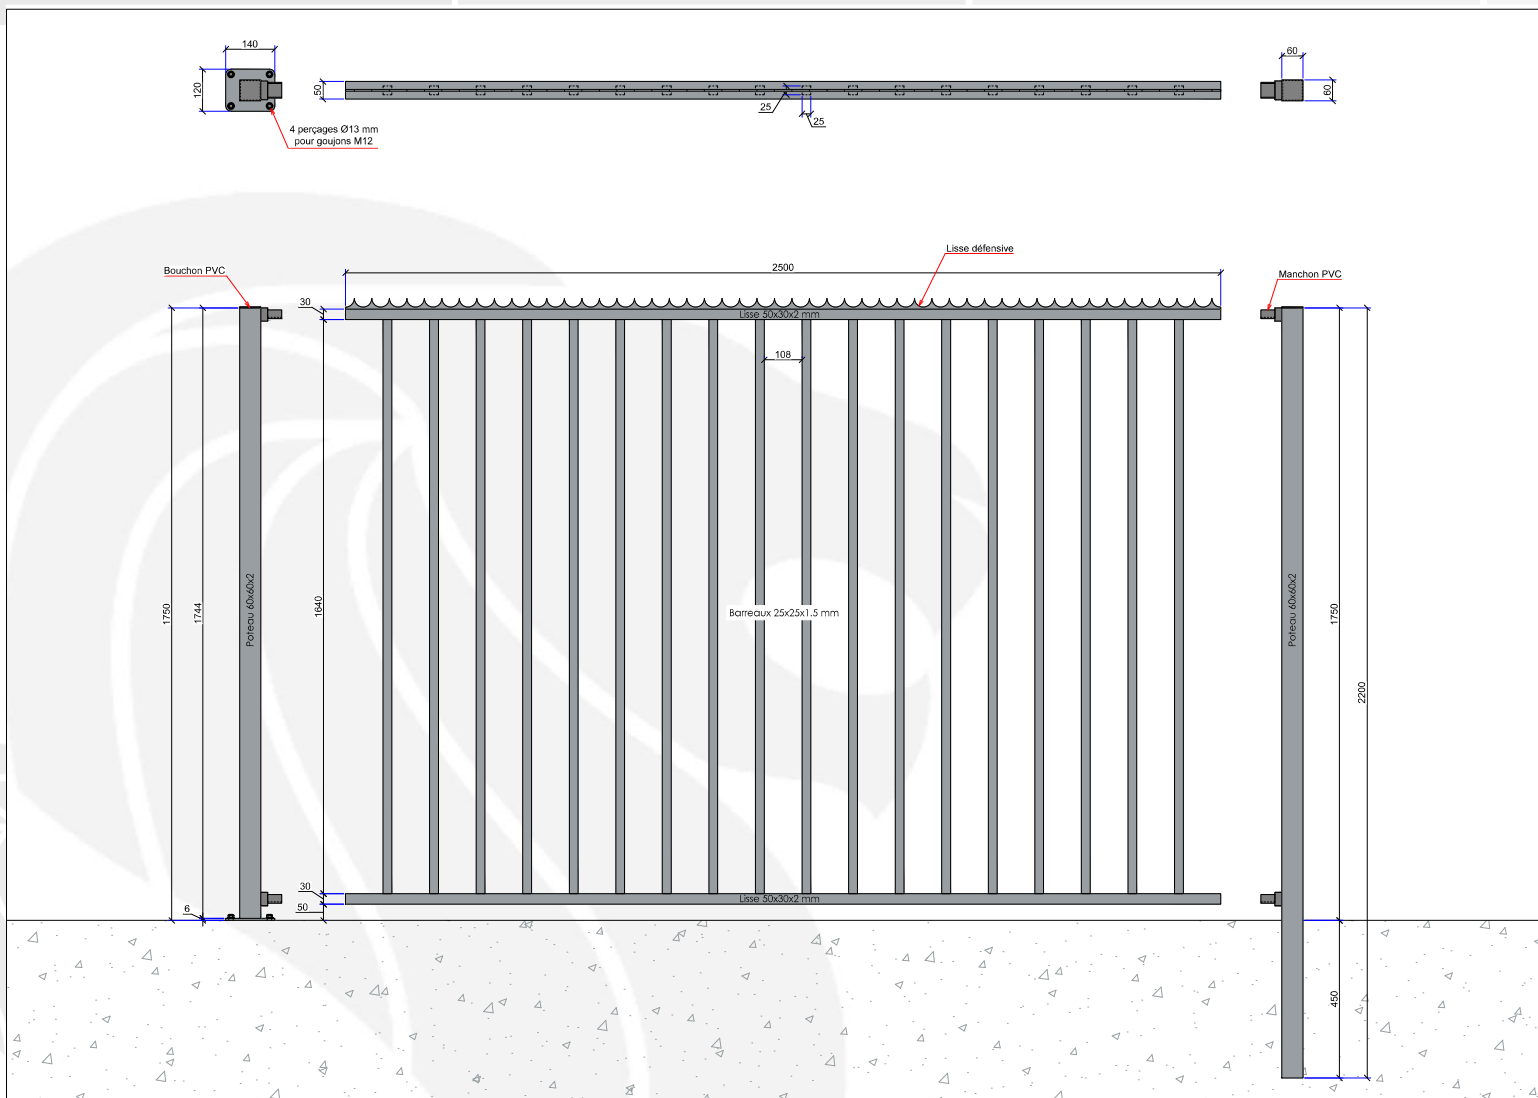 140
120
4 perçages Ø13 mm
pour goujons M12
50
25
25
60
60
Bouchon PVC
Lisse défensive
Manchon PVC
2500
30
Lisse 50x30x2 mm
108
1750
1744
Poteau 60x60x2
1640
Barreaux 25x25x1.5 mm
Poteau 60x60x2
1750
2200
30
Lisse 50x30x2 mm
50
6
450